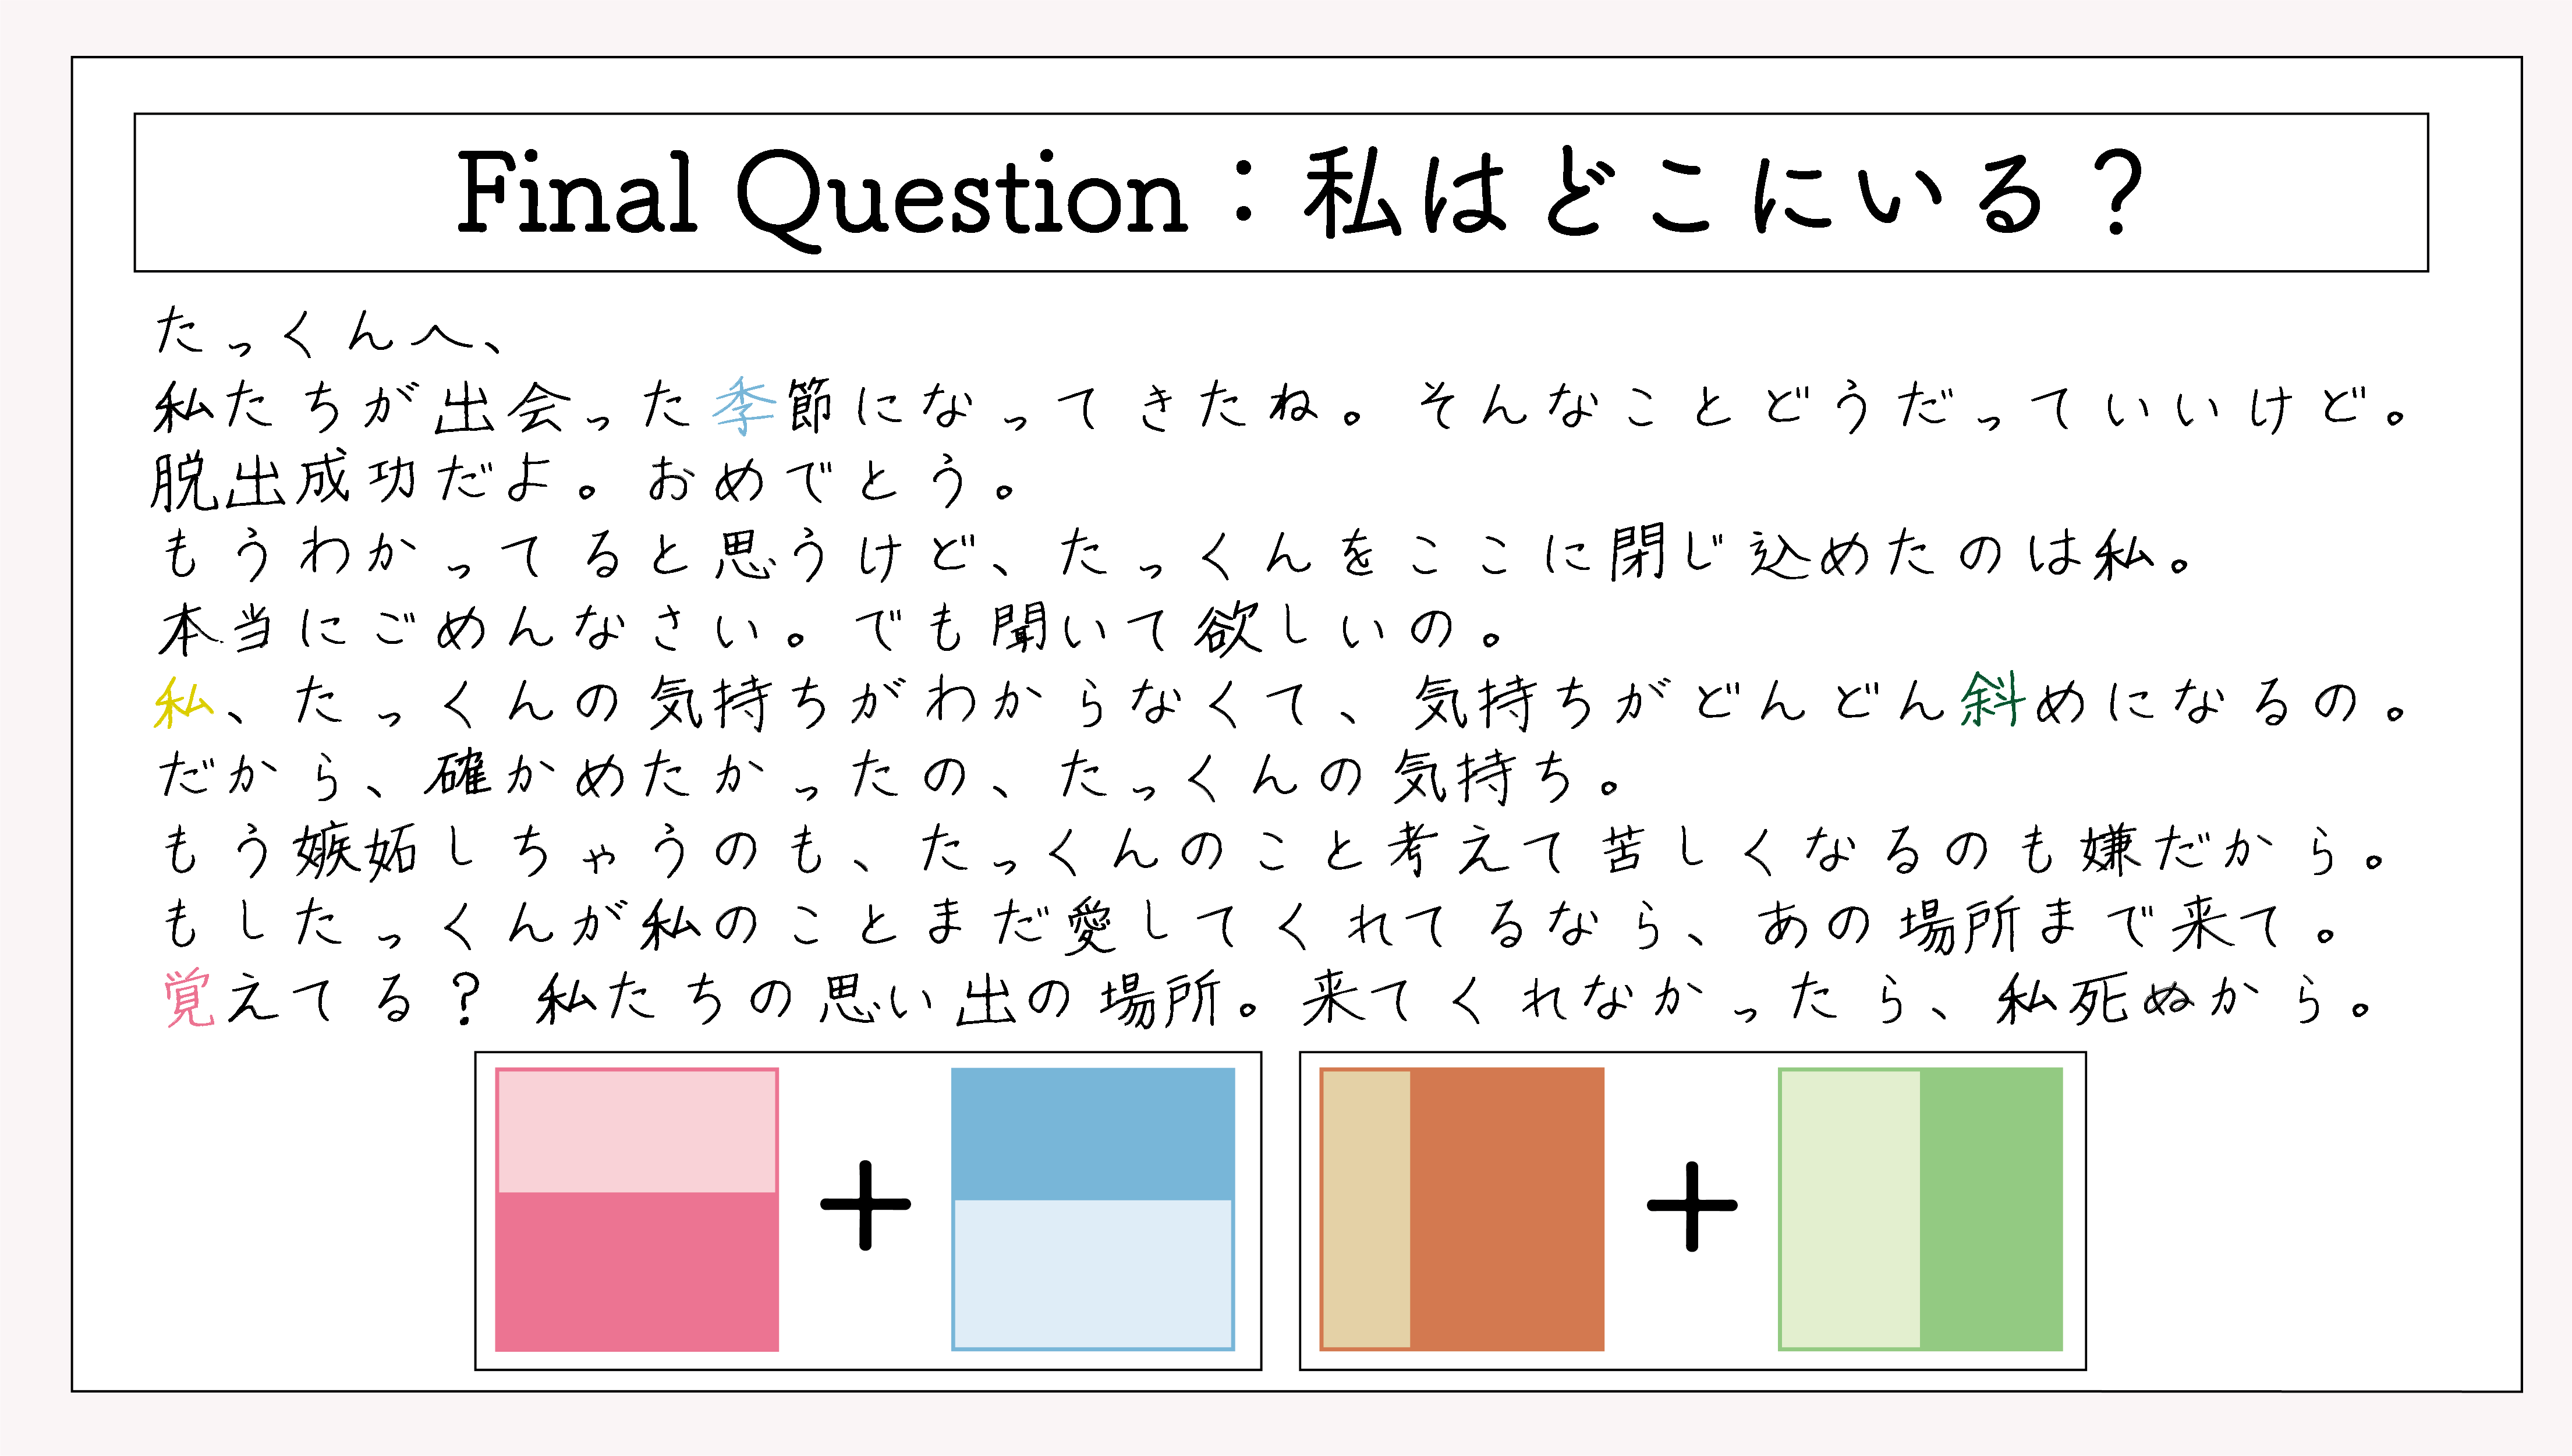 Final Question：私はどこにいる？
たっくんへ、
私たちが出会った季節になってきたね。そんなことどうだっていいけど。
脱出成功だよ。おめでとう。
もうわかってると思うけど、たっくんをここに閉じ込めたのは私。
本当にごめんなさい。でも聞いて欲しいの。
私、たっくんの気持ちがわからなくて、気持ちがどんどん斜めになるの。
だから、確かめたかったの、たっくんの気持ち。
もう嫉妬しちゃうのも、たっくんのこと考えて苦しくなるのも嫌だから。
もしたっくんが私のことまだ愛してくれてるなら、あの場所まで来て。
覚えてる？ 私たちの思い出の場所。来てくれなかったら、私死ぬから。
+ +